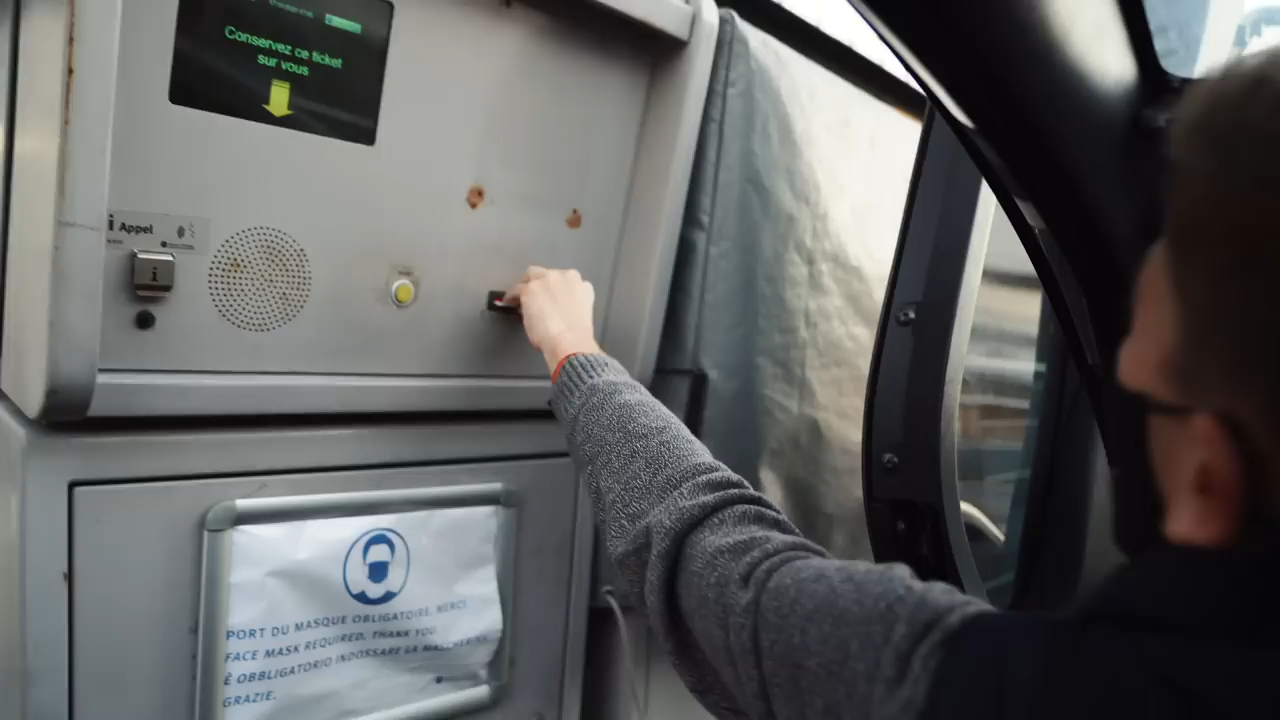 Conservez ce ticket
sur vous
i Appel
i
PORT DU MASQUE OBLIGATOIRE. MERCI.
FACE MASK REQUIRED. THANK YOU.
È OBBLIGATORIO INDOSSARE LA MASCHERINA.
GRAZIE.